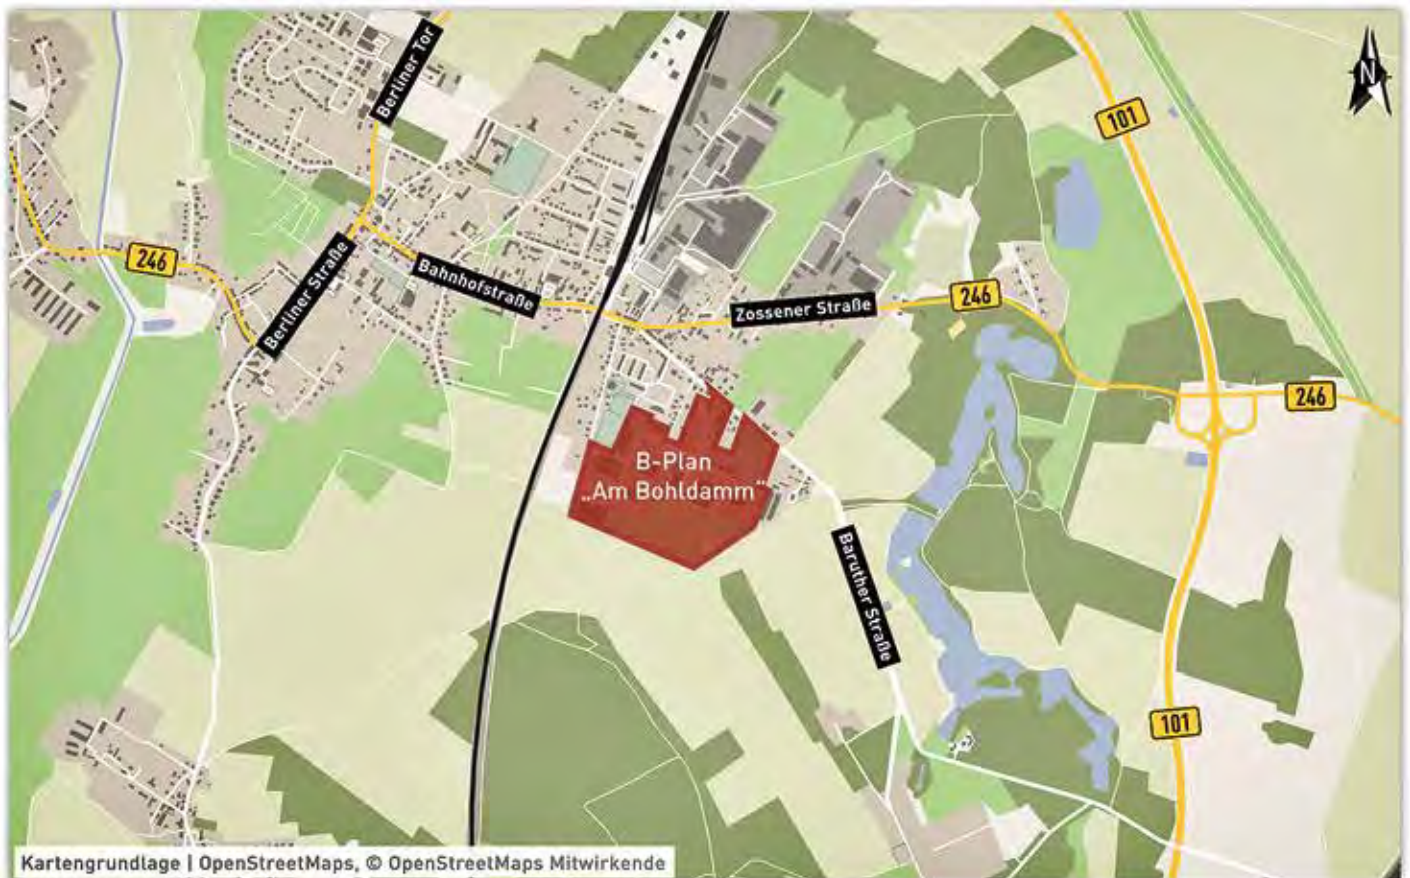 Berliner Tor
N
101
246
Berliner Straße
Bahnhofstraße
Zossener Straße
246
246
B-Plan
„Am Bohldamm"
Baruther Straße
101
Kartengrundlage | OpenStreetMaps, © OpenStreetMaps Mitwirkende